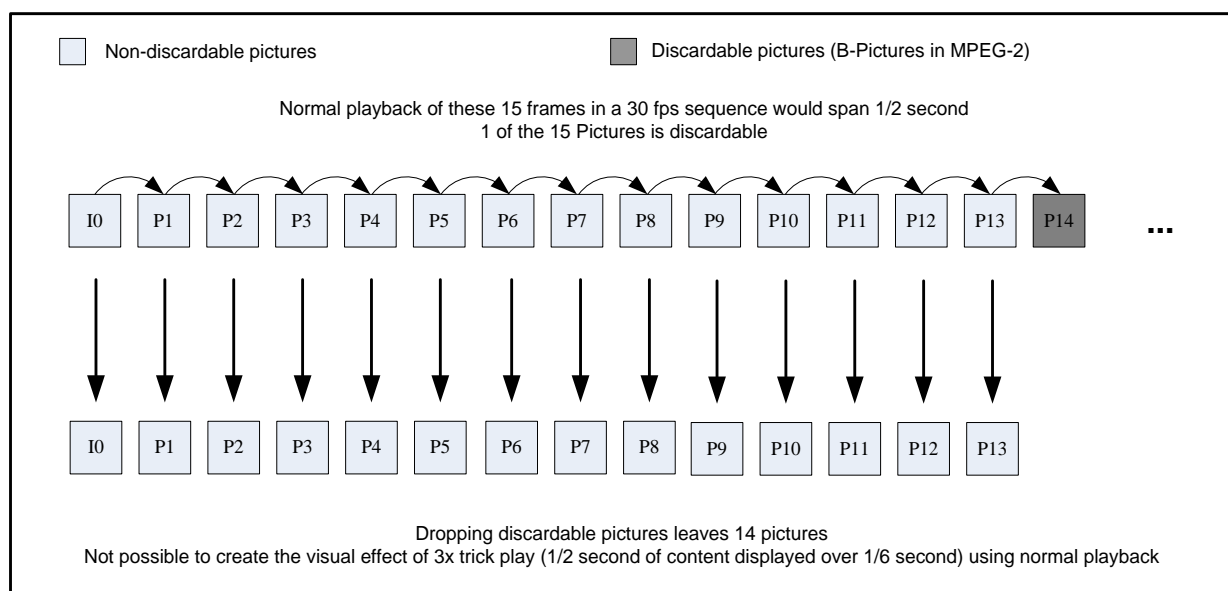 Non-discardable pictures
Discardable pictures (B-Pictures in MPEG-2)
Normal playback of these 15 frames in a 30 fps sequence would span 1/2 second
1 of the 15 Pictures is discardable
I0 P1 P2 P3 P4 P5 P6 P7 P8 P9 P10 P11 P12 P13 P14 ...
I0 P1 P2 P3 P4 P5 P6 P7 P8 P9 P10 P11 P12 P13
Dropping discardable pictures leaves 14 pictures
Not possible to create the visual effect of 3x trick play (1/2 second of content displayed over 1/6 second) using normal playback